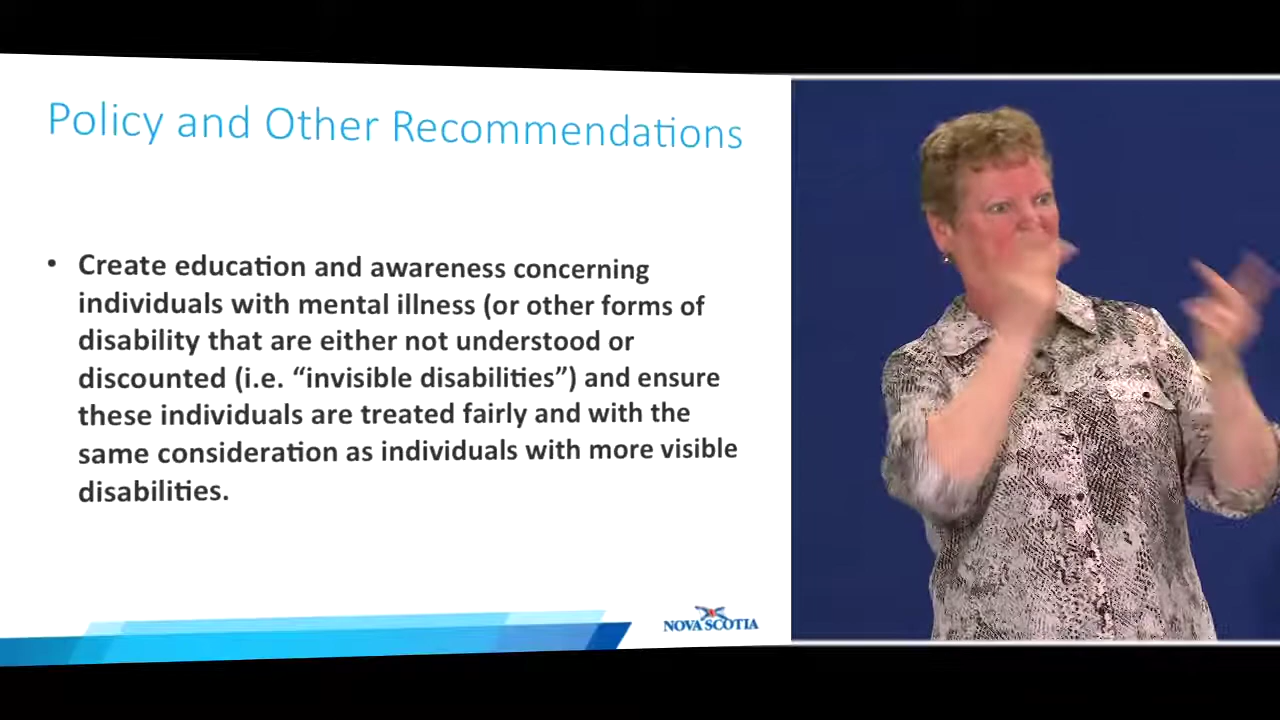 Policy and Other Recommendations
• Create education and awareness concerning
individuals with mental illness (or other forms of
disability that are either not understood or
discounted (i.e. “invisible disabilities”) and ensure
these individuals are treated fairly and with the
same consideration as individuals with more visible
disabilities.
NOVA SCOTIA